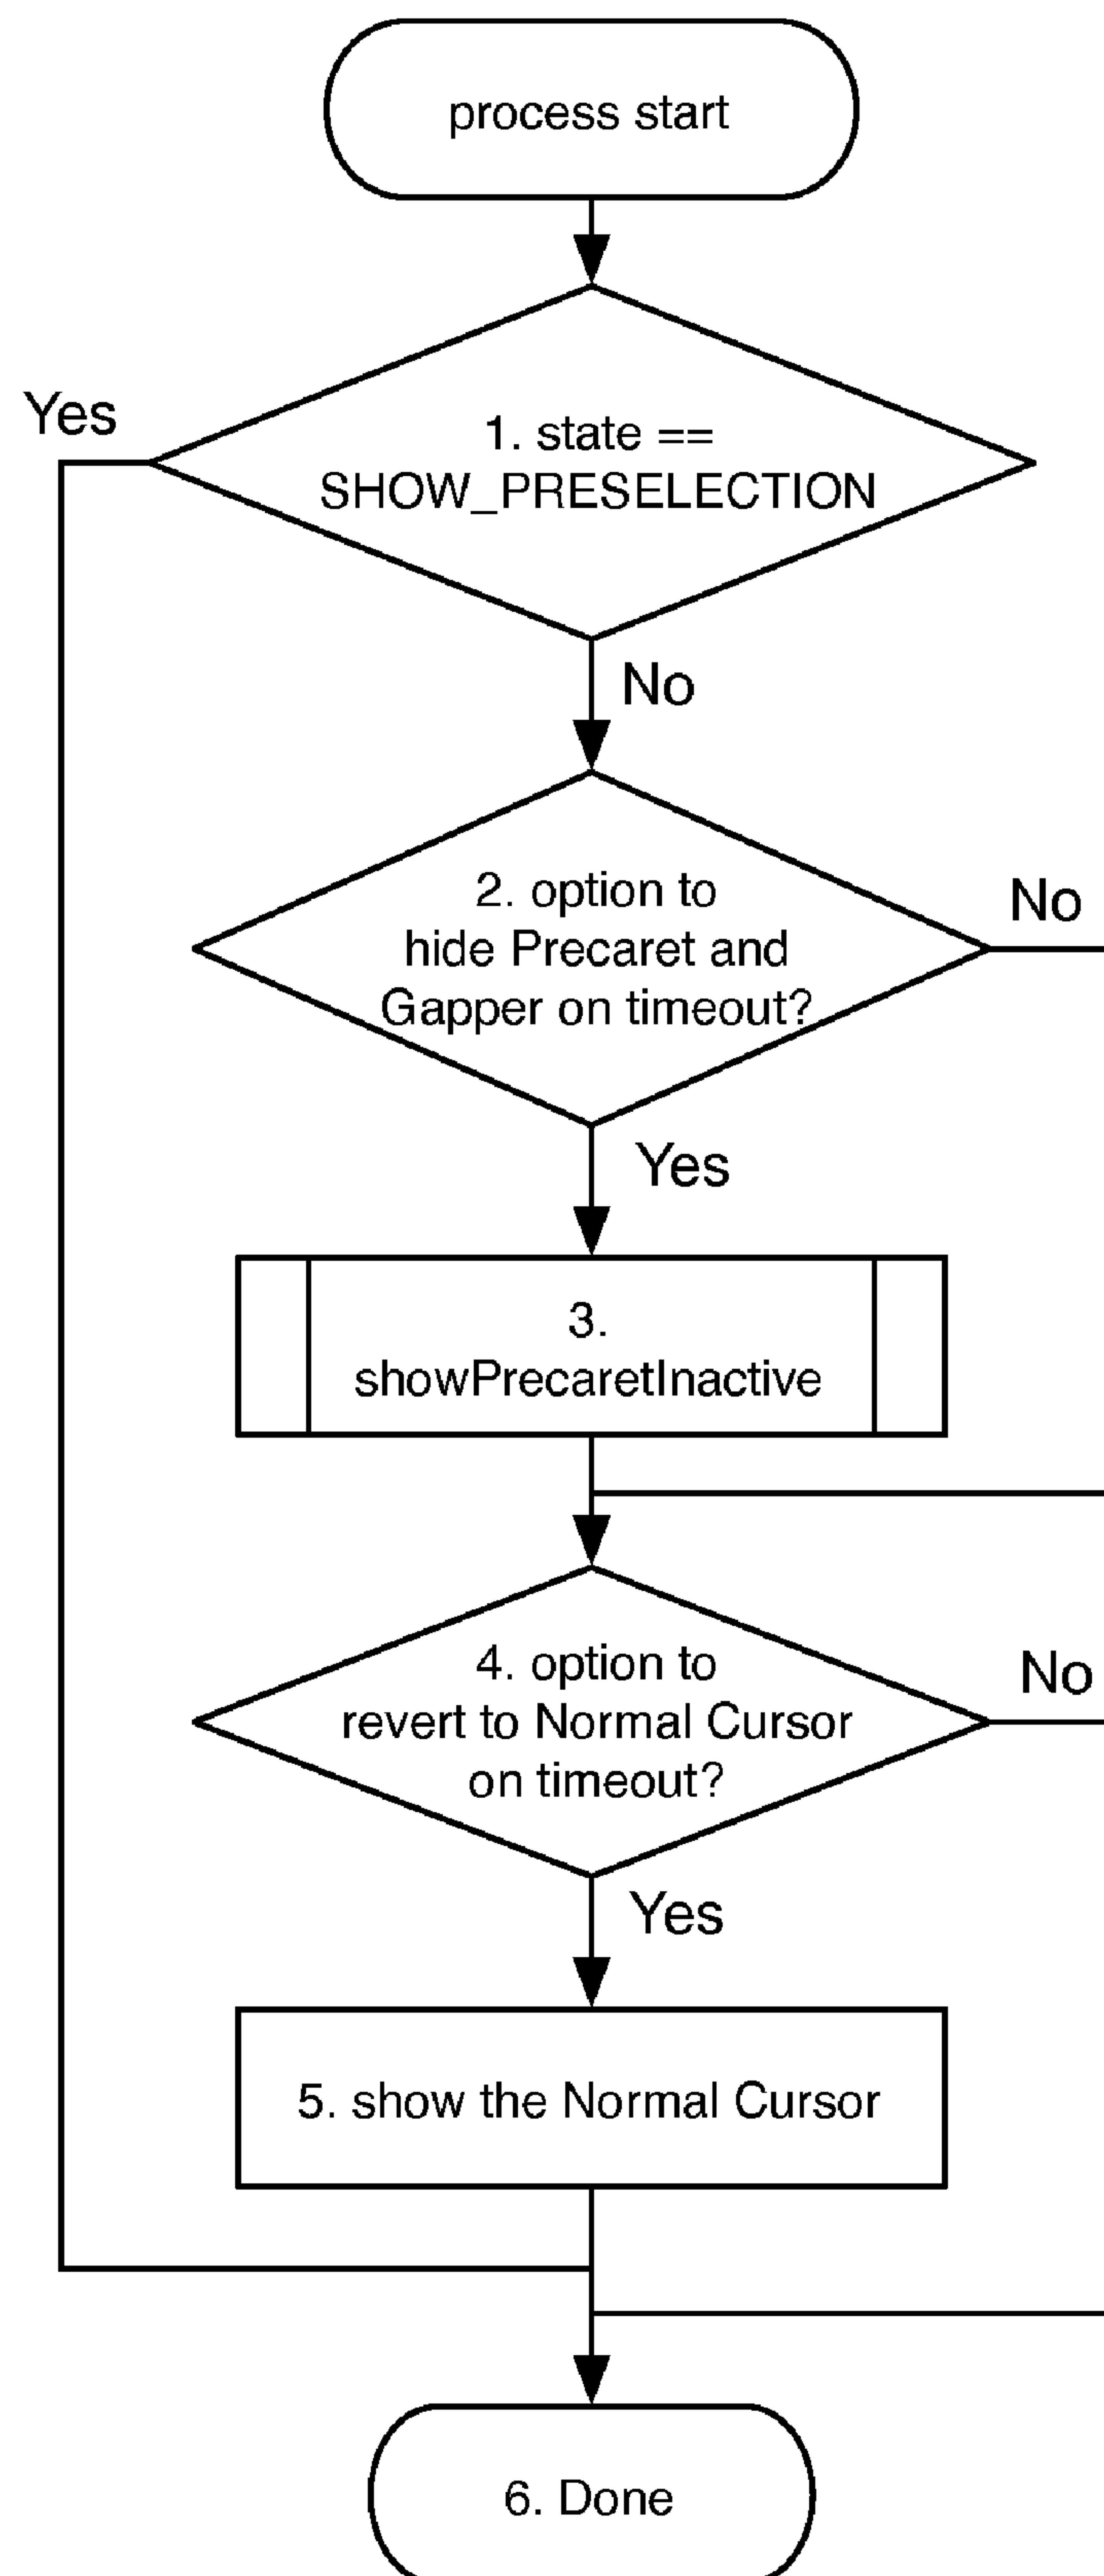 process start
Yes
1. state ==
SHOW_PRESELECTION
No
2. option to
hide Precaret and
Gapper on timeout?
No
Yes
3.
showPrecaretInactive
4. option to
revert to Normal Cursor
on timeout?
No
Yes
5. show the Normal Cursor
6. Done